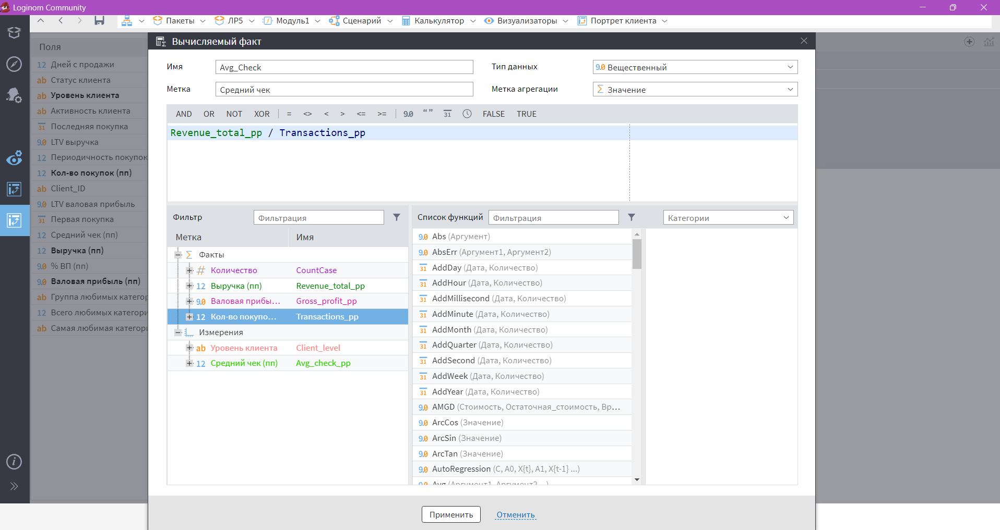 Loginom Community
Пакеты
ЛР5
Модуль1
Сценарий
Калькулятор
Визуализаторы
Портрет клиента
Поля
12 Дней с продажи
ab Статус клиента
ab Уровень клиента
ab Активность клиента
31 Последняя покупка
9.0 LTV выручка
12 Периодичность покупок
12 Кол-во покупок (пп)
ab Client_ID
9.0 LTV валовая прибыль
31 Первая покупка
12 Средний чек (пп)
12 Выручка (пп)
9.0 % ВП (пп)
9.0 Валовая прибыль (пп)
ab Группа любимых категор
12 Всего любимых категори
ab Самая любимая категори
Вычисляемый факт
Имя
Avg_Check
Тип данных
9.0 Вещественный
Метка
Средний чек
Метка агрегации
Σ Значение
AND OR NOT XOR = <> < > <= >= 9.0 “ ” 31 FALSE TRUE
Revenue_total_pp / Transactions_pp
Фильтр
Фильтрация
Метка
Имя
Σ Факты
# Количество CountCase
12 Выручка (пп) Revenue_total_pp
9.0 Валовая прибы... Gross_profit_pp
12 Кол-во покупо... Transactions_pp
Измерения
ab Уровень клиента Client_level
12 Средний чек (пп) Avg_check_pp
Список функций
Фильтрация
Категории
9.0 Abs (Аргумент)
9.0 AbsErr (Аргумент1, Аргумент2)
31 AddDay (Дата, Количество)
31 AddHour (Дата, Количество)
31 AddMillisecond (Дата, Количество)
31 AddMinute (Дата, Количество)
31 AddMonth (Дата, Количество)
31 AddQuarter (Дата, Количество)
31 AddSecond (Дата, Количество)
31 AddWeek (Дата, Количество)
31 AddYear (Дата, Количество)
9.0 AMGD (Стоимость, Остаточная_стоимость, Вр...
9.0 ArcCos (Значение)
9.0 ArcSin (Значение)
9.0 ArcTan (Значение)
9.0 AutoRegression (C, A0, X{t}, A1, X{t-1} ...)
9.0 Avg (Аргумент1, Аргумент2, ...)
Применить
Отменить